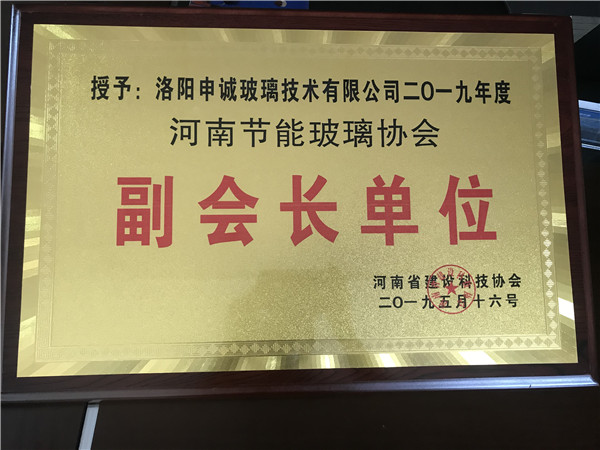 授予：洛阳申诚玻璃技术有限公司二〇一九年度
河南节能玻璃协会
副会长单位
河南省建设科技协会
二〇一九五月十六号